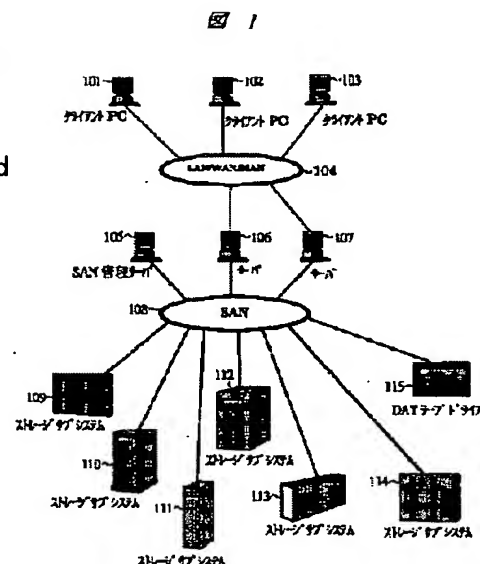 図 1
101
102
103
クライアント PC
クライアント PC
クライアント PC
LAN/WAN/MAN
104
d
105
106
107
SAN 管理サーバ
サーバ
サーバ
108
SAN
109
ストレージサブシステム
110
ストレージサブシステム
111
ストレージサブシステム
112
ストレージサブシステム
113
ストレージサブシステム
114
ストレージサブシステム
115
DATテープドライブ